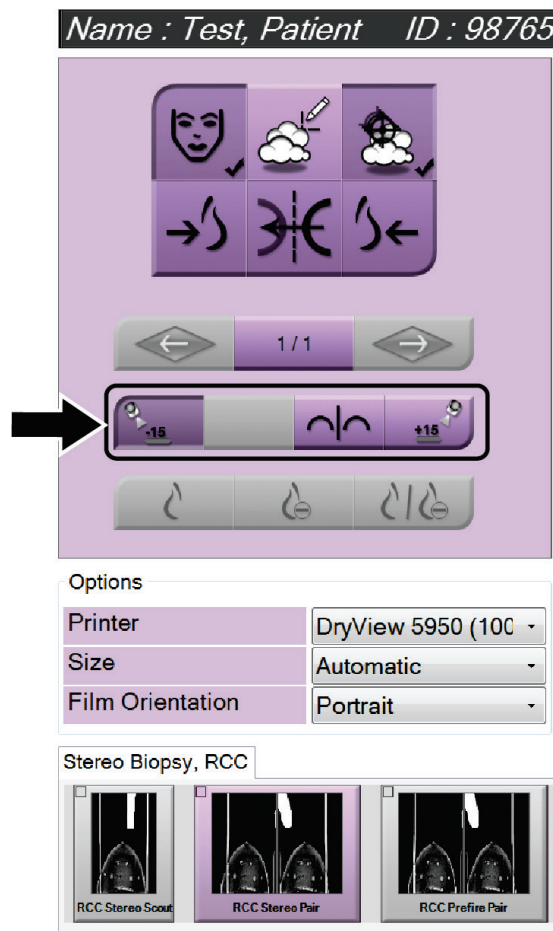 Name : Test, Patient ID : 98765
1 / 1
-15 +15
Options
Printer DryView 5950 (100
Size Automatic
Film Orientation Portrait
Stereo Biopsy, RCC
RCC Stereo Scout RCC Stereo Pair RCC Prefire Pair